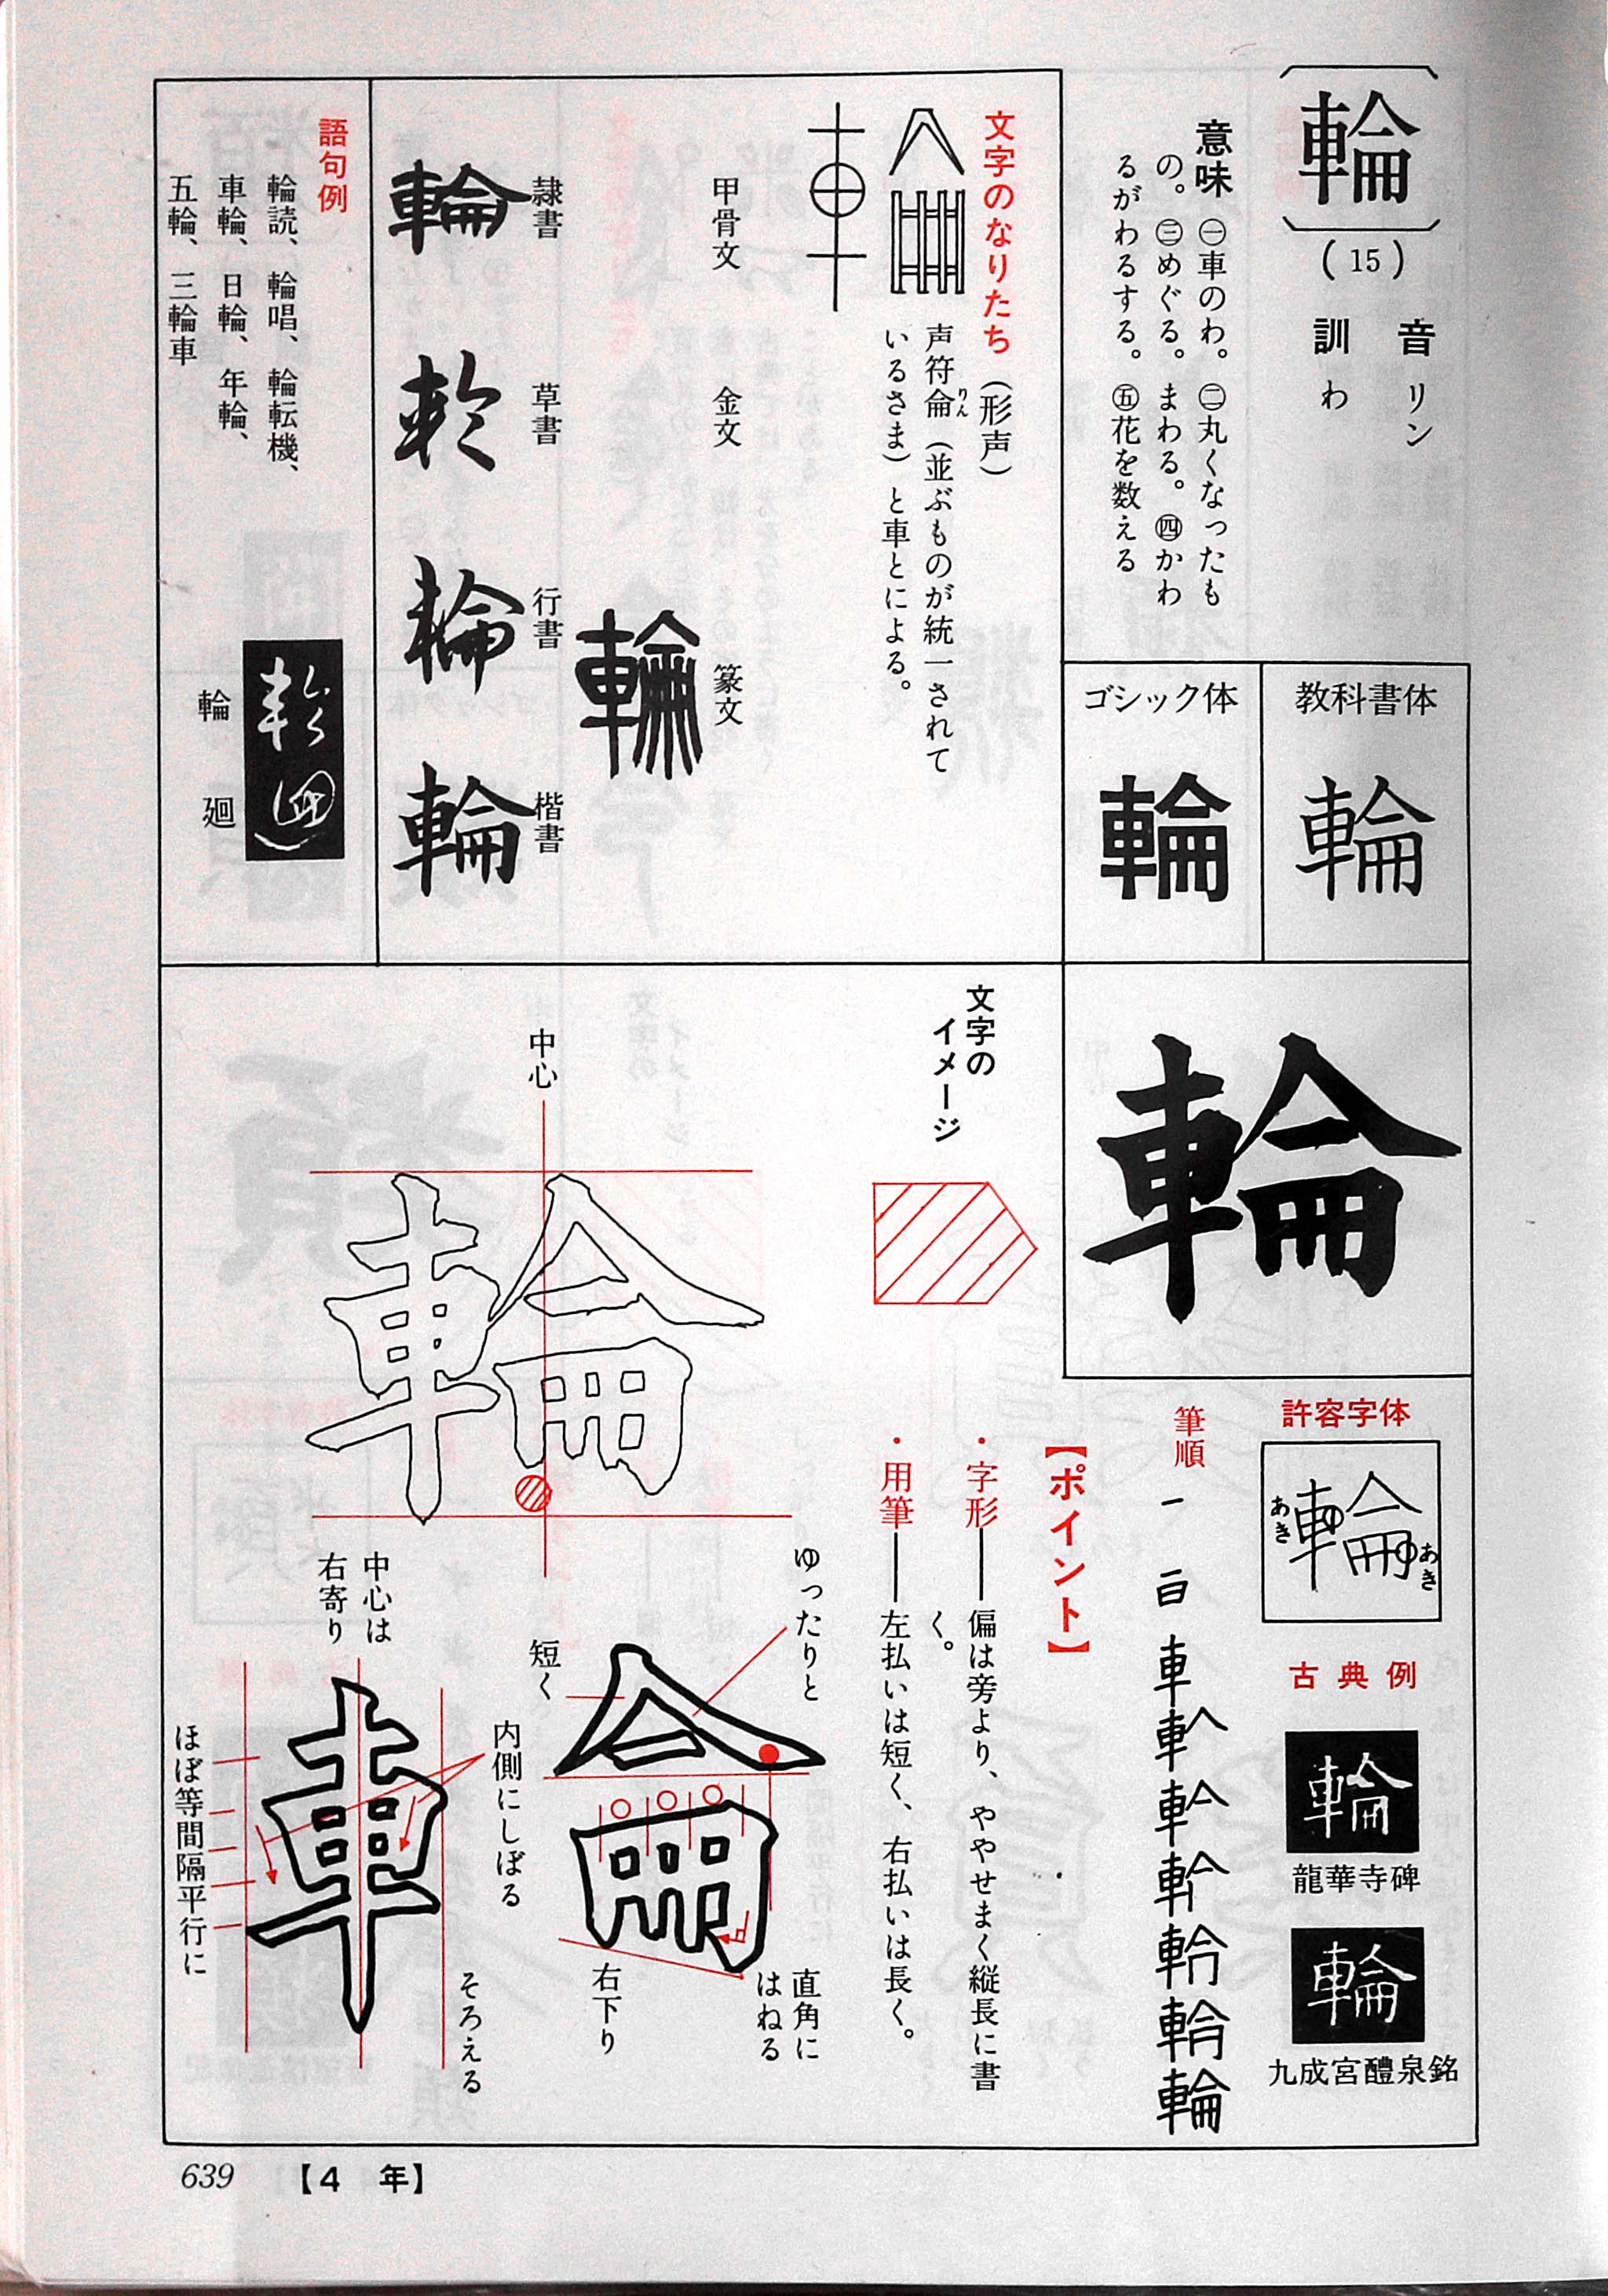 輪
(15)
音 リン
訓 わ
意味 ㊀車のわ。㊁丸くなったも
の。㊂めぐる。まわる。㊃かわ
るがわるする。㊄花を数える
教科書体
輪
ゴシック体
輪
文字のなりたち(形声)
声符侖(並ぶものが統一されて
りん
いるさま)と車とによる。
甲骨文
金文
篆文
輪
隷書
輪
草書
輪
行書
輪
楷書
輪
語句例
輪読、輪唱、輪転機、
車輪、日輪、年輪、
五輪、三輪車
輪廻
輪廻
輪
許容字体
輪
あき
あき
古典例
輪
龍華寺碑
輪
九成宮醴泉銘
筆順
一 百 車 輪
【ポイント】
・字形――偏は旁より、ややせまく縦長に書
く。
・用筆――左払いは短く、右払いは長く。
文字の
イメージ
中心
輪
ゆったりと
短く
侖
直角に
はねる
右下り
中心は
右寄り
内側にしぼる
車
ほぼ等間隔平行に
そろえる
639
【4 年】